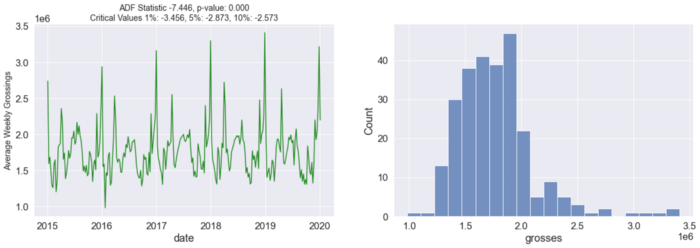 ADF Statistic -7.446, p-value: 0.000
Critical Values 1%: -3.456, 5%: -2.873, 10%: -2.573
1e6
3.5
3.0
2.5
2.0
1.5
1.0
Average Weekly Grossings
2015 2016 2017 2018 2019 2020
date
40
30
20
10
0
Count
1.0 1.5 2.0 2.5 3.0 3.5
1e6
grosses